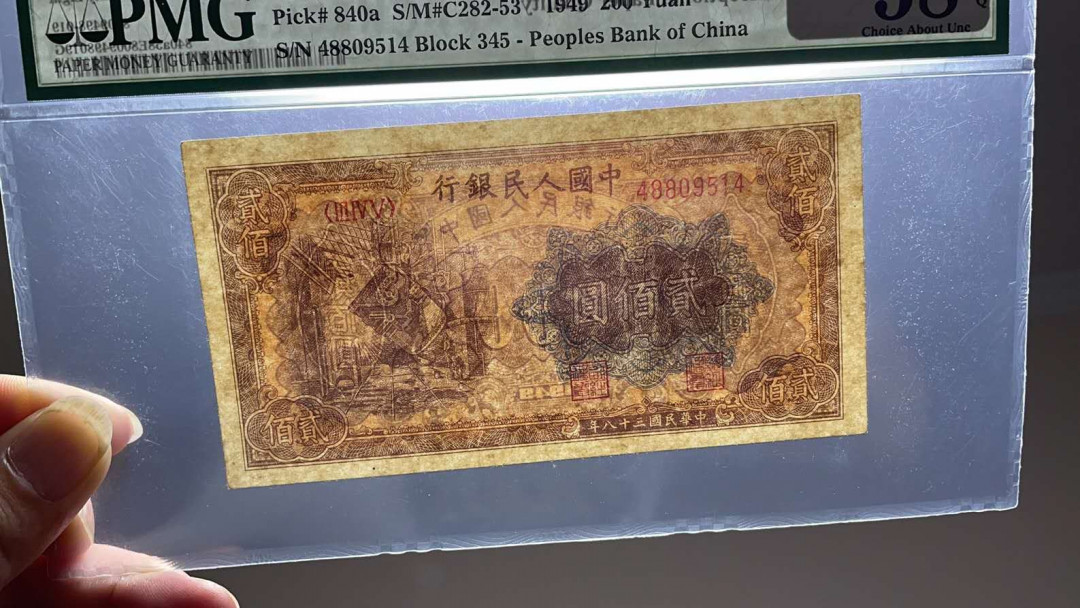 PMG
PAPER MONEY GUARANTY
Pick# 840a S/M#C282-53 1949 200 Yuan
S/N 48809514 Block 345 - Peoples Bank of China
58
Choice About Unc
行銀民人國中
48809514
(ⅢⅣⅤ)
貳佰
貳佰
圓佰貳
佰貳
佰貳
年八十三國民華中